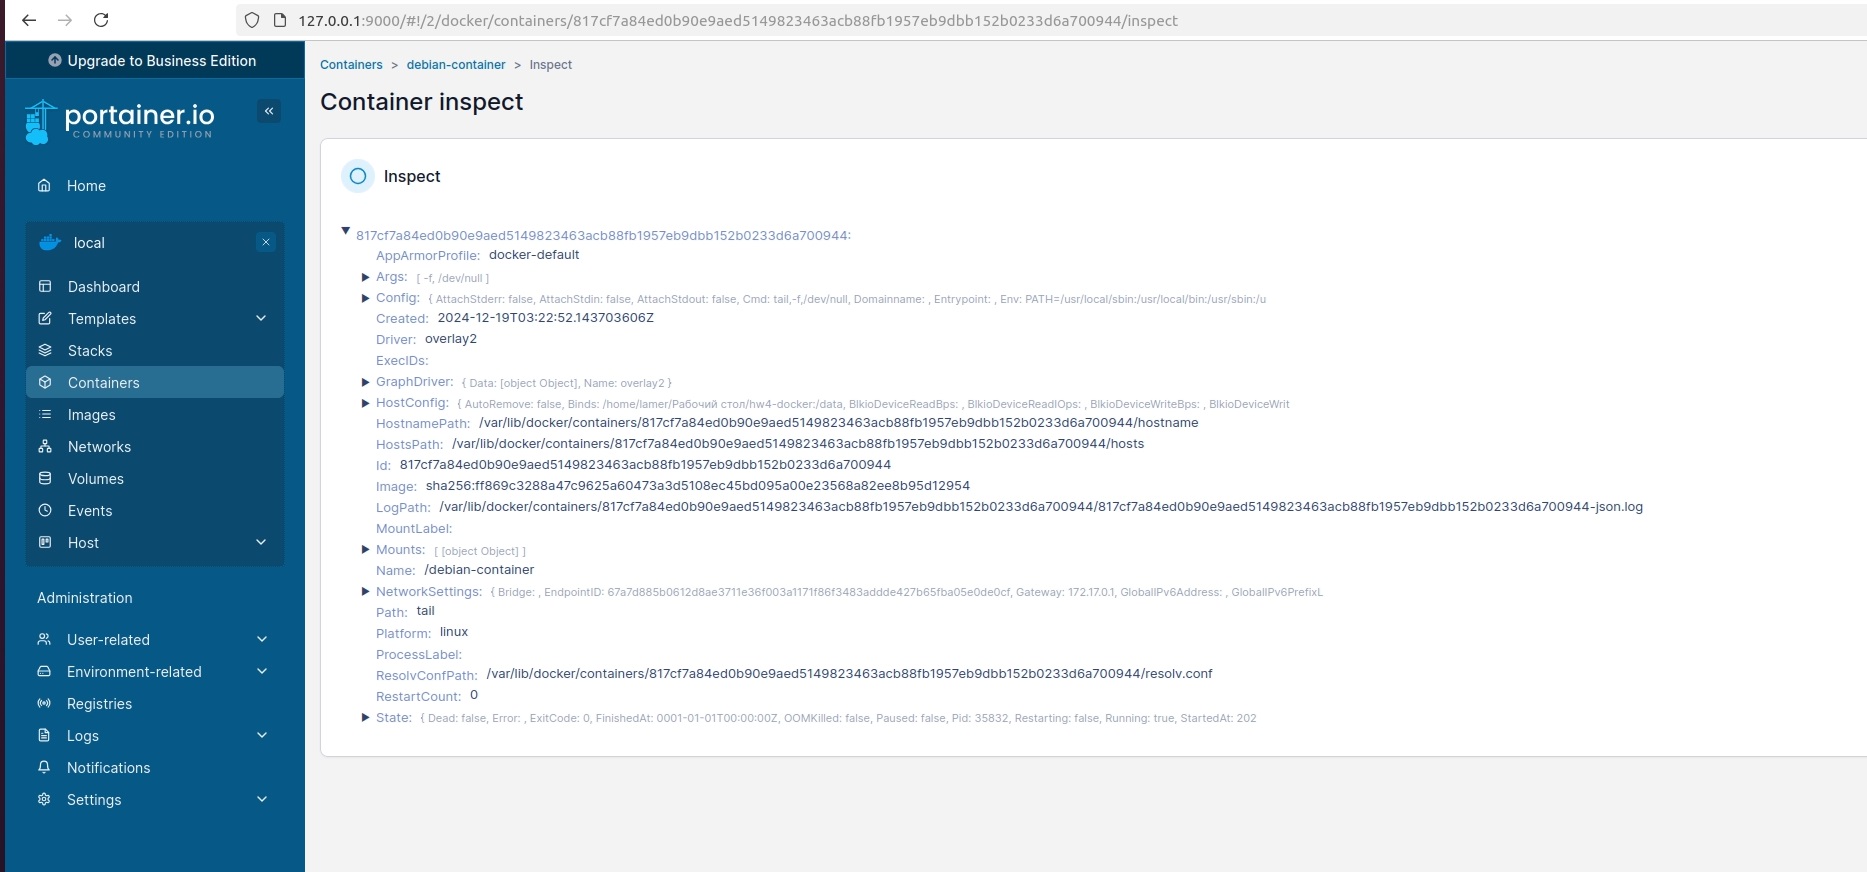 127.0.0.1:9000/#!/2/docker/containers/817cf7a84ed0b90e9aed5149823463acb88fb1957eb9dbb152b0233d6a700944/inspect
Upgrade to Business Edition
portainer.io
COMMUNITY EDITION
Home
local
Dashboard
Templates
Stacks
Containers
Images
Networks
Volumes
Events
Host
Administration
User-related
Environment-related
Registries
Logs
Notifications
Settings
Containers > debian-container > Inspect
Container inspect
Inspect
817cf7a84ed0b90e9aed5149823463acb88fb1957eb9dbb152b0233d6a700944:
AppArmorProfile: docker-default
Args: [ -f, /dev/null ]
Config: { AttachStderr: false, AttachStdin: false, AttachStdout: false, Cmd: tail,-f,/dev/null, Domainname: , Entrypoint: , Env: PATH=/usr/local/sbin:/usr/local/bin:/usr/sbin:/u
Created: 2024-12-19T03:22:52.143703606Z
Driver: overlay2
ExecIDs:
GraphDriver: { Data: [object Object], Name: overlay2 }
HostConfig: { AutoRemove: false, Binds: /home/lamer/Рабочий стол/hw4-docker:/data, BlkioDeviceReadBps: , BlkioDeviceReadIOps: , BlkioDeviceWriteBps: , BlkioDeviceWrit
HostnamePath: /var/lib/docker/containers/817cf7a84ed0b90e9aed5149823463acb88fb1957eb9dbb152b0233d6a700944/hostname
HostsPath: /var/lib/docker/containers/817cf7a84ed0b90e9aed5149823463acb88fb1957eb9dbb152b0233d6a700944/hosts
Id: 817cf7a84ed0b90e9aed5149823463acb88fb1957eb9dbb152b0233d6a700944
Image: sha256:ff869c3288a47c9625a60473a3d5108ec45bd095a00e23568a82ee8b95d12954
LogPath: /var/lib/docker/containers/817cf7a84ed0b90e9aed5149823463acb88fb1957eb9dbb152b0233d6a700944/817cf7a84ed0b90e9aed5149823463acb88fb1957eb9dbb152b0233d6a700944-json.log
MountLabel:
Mounts: [ [object Object] ]
Name: /debian-container
NetworkSettings: { Bridge: , EndpointID: 67a7d885b0612d8ae3711e36f003a1171f86f3483addde427b65fba05e0de0cf, Gateway: 172.17.0.1, GlobalIPv6Address: , GlobalIPv6PrefixL
Path: tail
Platform: linux
ProcessLabel:
ResolvConfPath: /var/lib/docker/containers/817cf7a84ed0b90e9aed5149823463acb88fb1957eb9dbb152b0233d6a700944/resolv.conf
RestartCount: 0
State: { Dead: false, Error: , ExitCode: 0, FinishedAt: 0001-01-01T00:00:00Z, OOMKilled: false, Paused: false, Pid: 35832, Restarting: false, Running: true, StartedAt: 202